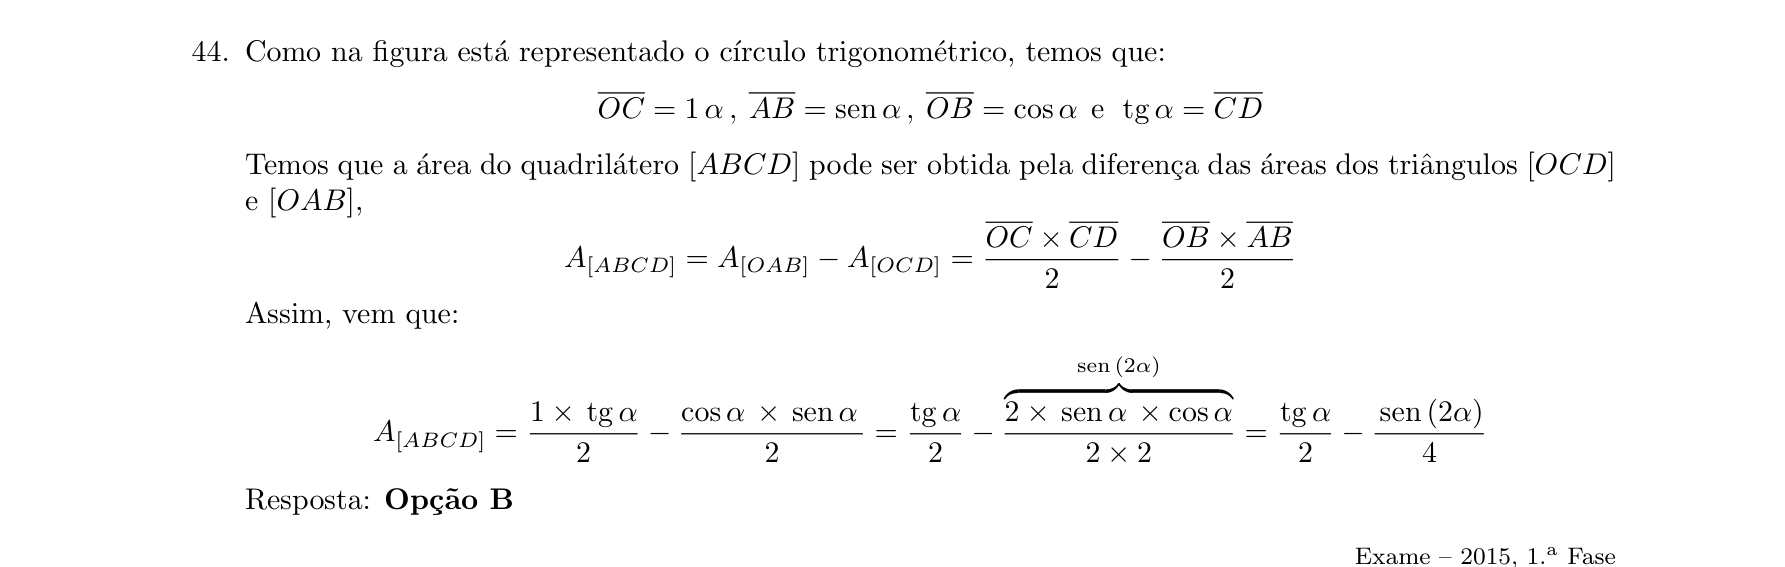 44. Como na figura está representado o círculo trigonométrico, temos que:
$\overline{OC} = 1\,\alpha\,,\ \overline{AB} = \operatorname{sen}\alpha\,,\ \overline{OB} = \cos\alpha\ \text{ e }\ \operatorname{tg}\alpha = \overline{CD}$
Temos que a área do quadrilátero $[ABCD]$ pode ser obtida pela diferença das áreas dos triângulos $[OCD]$
e $[OAB]$,
$A_{[ABCD]} = A_{[OAB]} - A_{[OCD]} = \frac{\overline{OC} \times \overline{CD}}{2} - \frac{\overline{OB} \times \overline{AB}}{2}$
Assim, vem que:
$A_{[ABCD]} = \frac{1 \times \operatorname{tg}\alpha}{2} - \frac{\cos\alpha \times \operatorname{sen}\alpha}{2} = \frac{\operatorname{tg}\alpha}{2} - \frac{\overbrace{2 \times \operatorname{sen}\alpha \times \cos\alpha}^{\operatorname{sen}(2\alpha)}}{2 \times 2} = \frac{\operatorname{tg}\alpha}{2} - \frac{\operatorname{sen}(2\alpha)}{4}$
Resposta: Opção B
Exame – 2015, 1.ª Fase